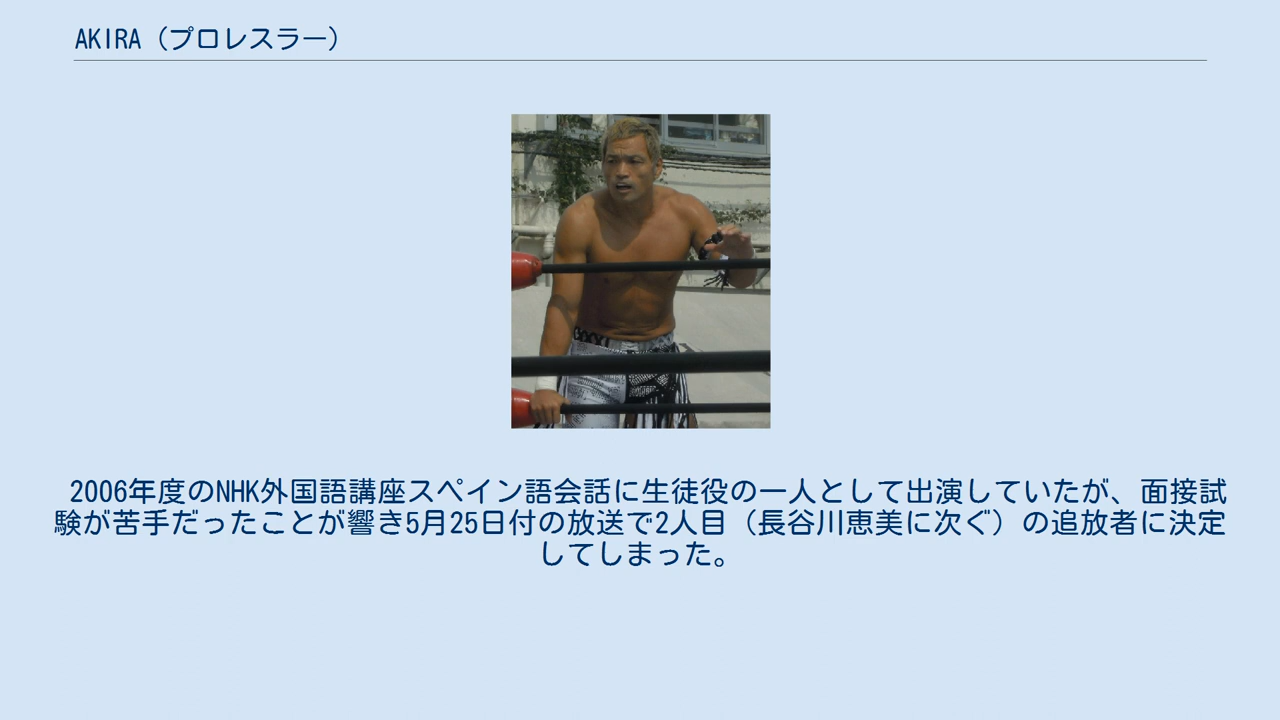 AKIRA（プロレスラー）
2006年度のNHK外国語講座スペイン語会話に生徒役の一人として出演していたが、面接試
験が苦手だったことが響き5月25日付の放送で2人目（長谷川恵美に次ぐ）の追放者に決定
してしまった。